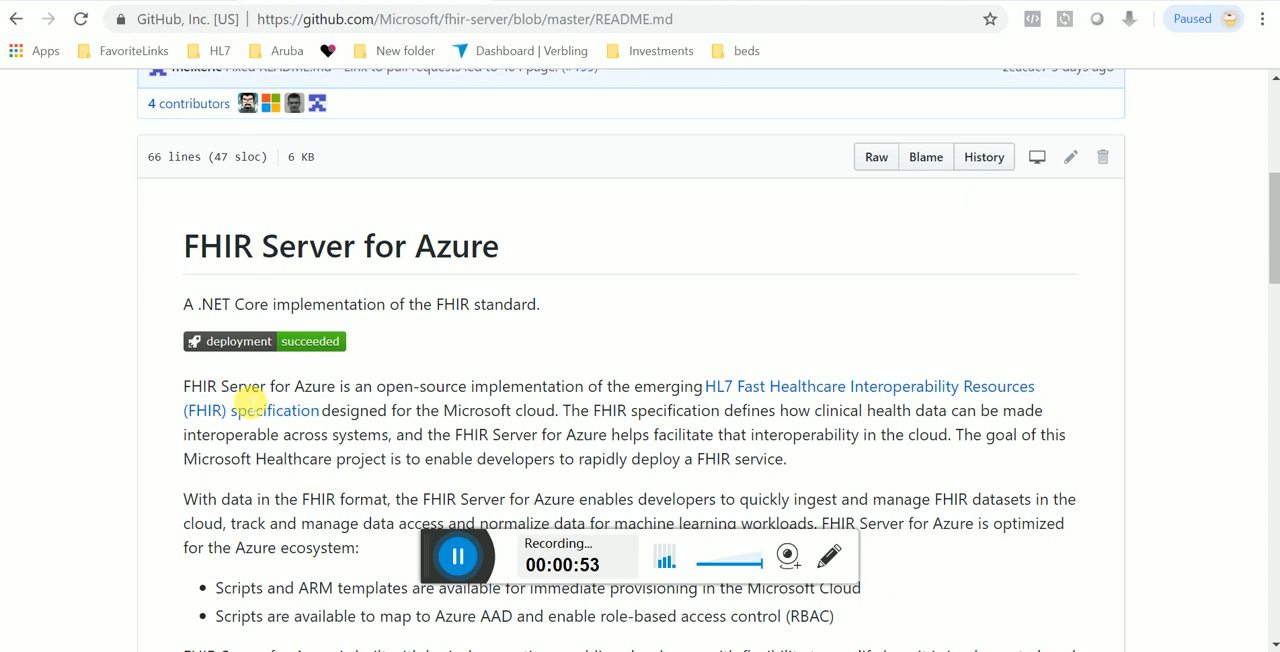 GitHub, Inc. [US] https://github.com/Microsoft/fhir-server/blob/master/README.md Paused
Apps FavoriteLinks HL7 Aruba New folder Dashboard | Verbling Investments beds
4 contributors
66 lines (47 sloc) 6 KB Raw Blame History
FHIR Server for Azure
A .NET Core implementation of the FHIR standard.
deployment succeeded
FHIR Server for Azure is an open-source implementation of the emerging HL7 Fast Healthcare Interoperability Resources
(FHIR) specification designed for the Microsoft cloud. The FHIR specification defines how clinical health data can be made
interoperable across systems, and the FHIR Server for Azure helps facilitate that interoperability in the cloud. The goal of this
Microsoft Healthcare project is to enable developers to rapidly deploy a FHIR service.
With data in the FHIR format, the FHIR Server for Azure enables developers to quickly ingest and manage FHIR datasets in the
cloud, track and manage data access and normalize data for machine learning workloads. FHIR Server for Azure is optimized
for the Azure ecosystem:
Recording...
00:00:53
• Scripts and ARM templates are available for immediate provisioning in the Microsoft Cloud
• Scripts are available to map to Azure AAD and enable role-based access control (RBAC)